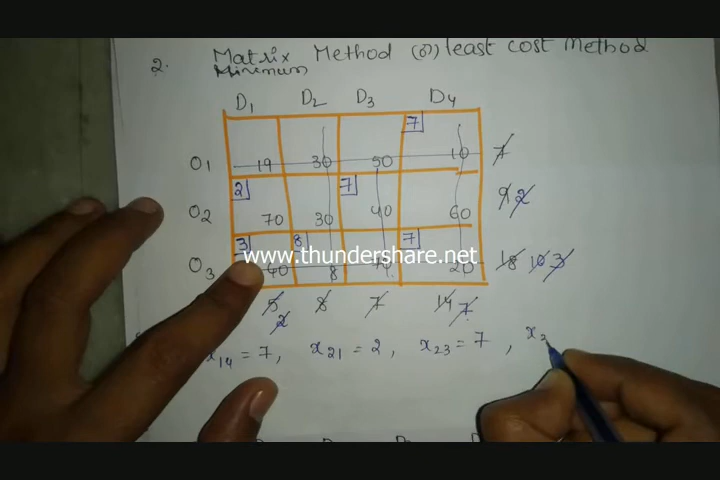 2. Matrix Method (or) least cost method
Minimum
D1 D2 D3 D4
7
O1 19 30 50 10 7
2 7
O2 70 30 40 60 9 2
3 8 7
www.thundershare.net
O3 40 8 20 18 10 3
5 8 7 14 7
2
x14 = 7, x21 = 2, x23 = 7, x3